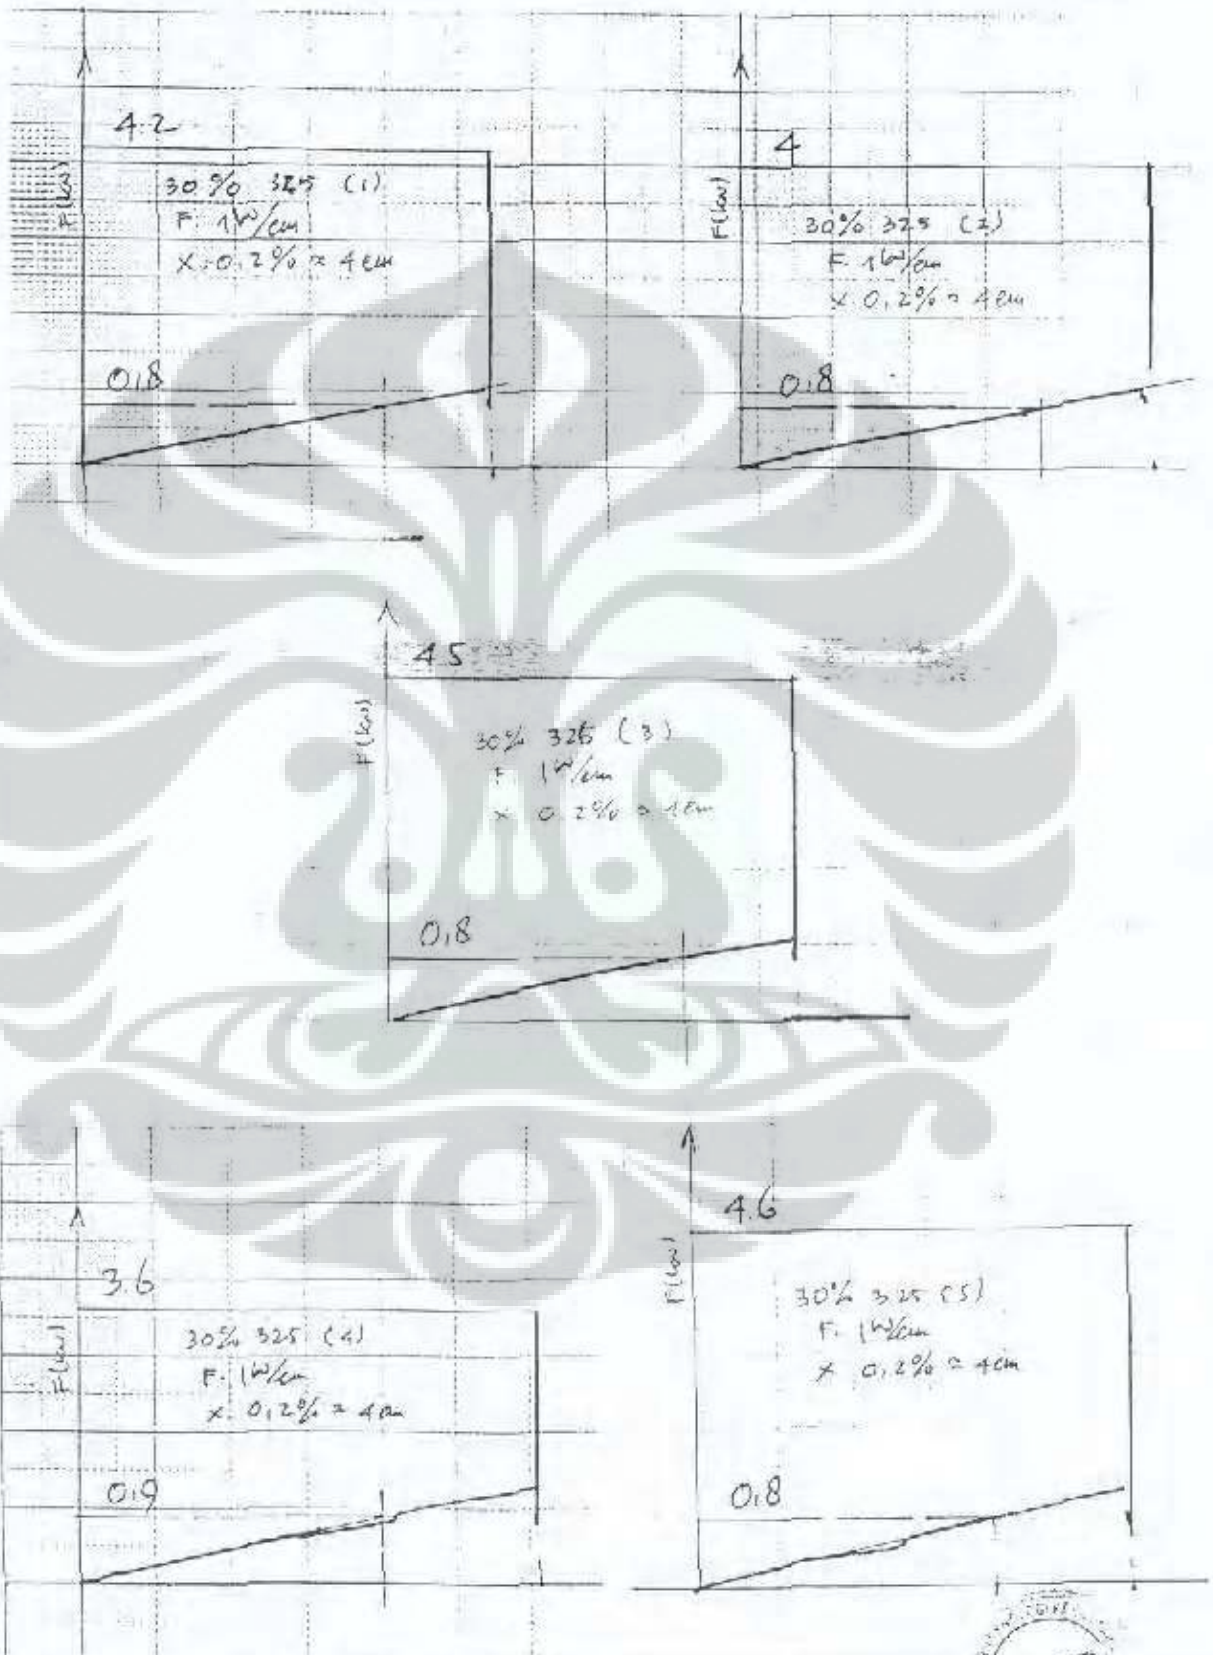 4.2
F(kN)
30% 325 (1)
F. 1kN/cm
X. 0,2% ≈ 4cm
0,8
4
F(kN)
30% 325 (2)
F. 1kN/cm
X 0,2% ≈ 4cm
0,8
45
F(kN)
30% 325 (3)
F. 1kN/cm
X 0,2% ≈ 4cm
0,8
3.6
F(kN)
30% 325 (4)
F. 1kN/cm
X. 0,2% ≈ 4cm
0,9
4.6
F(kN)
30% 325 (5)
F. 1kN/cm
X 0,2% ≈ 4cm
0,8